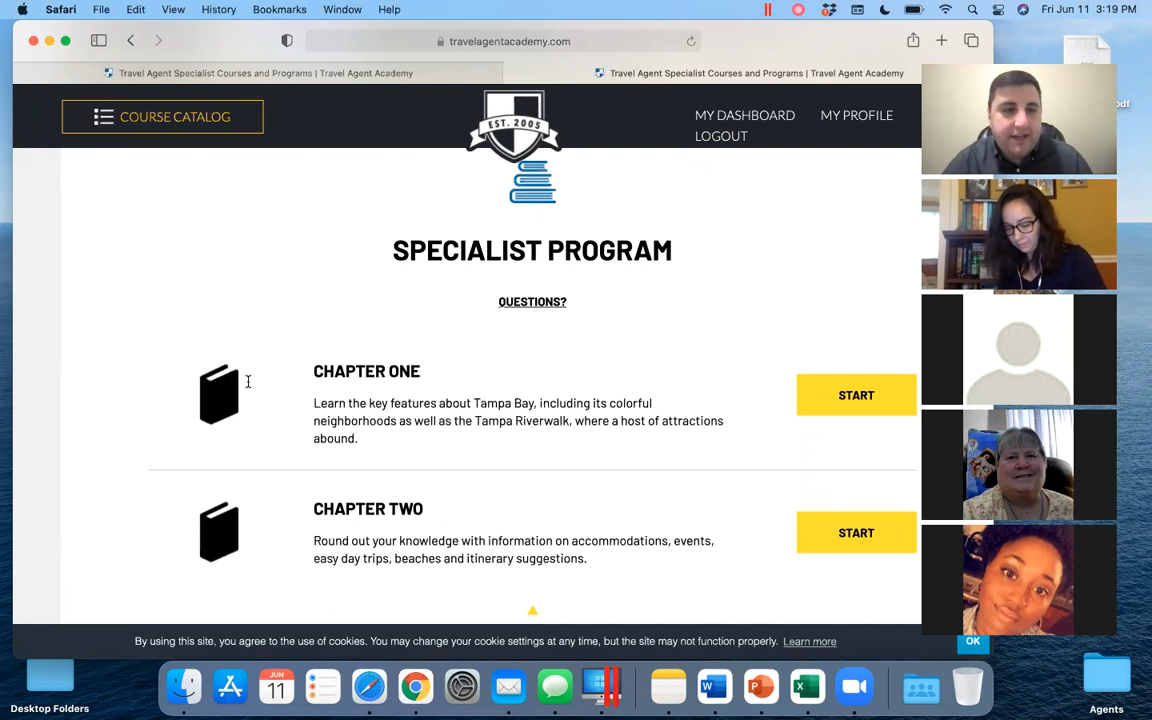 Safari File Edit View History Bookmarks Window Help Fri Jun 11 3:19 PM
travelagentacademy.com
Travel Agent Specialist Courses and Programs | Travel Agent Academy Travel Agent Specialist Courses and Programs | Travel Agent Academy
pdf
COURSE CATALOG
EST. 2005
MY DASHBOARD MY PROFILE
LOGOUT
SPECIALIST PROGRAM
QUESTIONS?
CHAPTER ONE
Learn the key features about Tampa Bay, including its colorful
neighborhoods as well as the Tampa Riverwalk, where a host of attractions
abound.
START
CHAPTER TWO
Round out your knowledge with information on accommodations, events,
easy day trips, beaches and itinerary suggestions.
START
By using this site, you agree to the use of cookies. You may change your cookie settings at any time, but the site may not function properly. Learn more OK
JUN
11
Desktop Folders
Agents